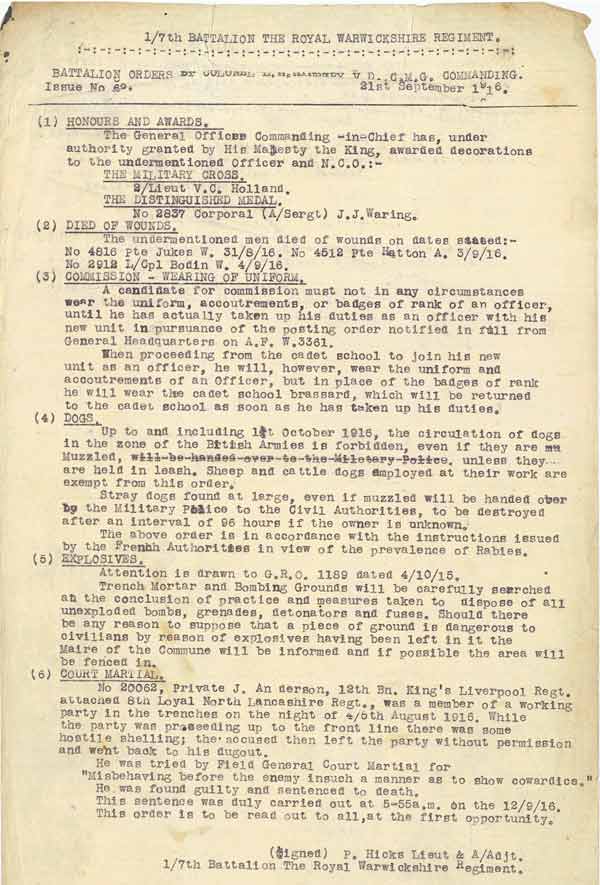 1/7th BATTALION THE ROYAL WARWICKSHIRE REGIMENT.
:-:-:-:-:-:-:-:-:-:-:-:-:-:-:-:-:-:-:-:-:-:-:-:-:-:-:-:
BATTALION ORDERS BY COLONEL V D., C.M.G. COMMANDING.
Issue No 60. 21st September 1916.
(1) HONOURS AND AWARDS.
The General Officer Commanding -in-Chief has, under
authority granted by His Majesty the King, awarded decorations
to the undermentioned Officer and N.C.O.:-
THE MILITARY CROSS.
2/Lieut V.C. Holland.
THE DISTINGUISHED MEDAL.
No 2837 Corporal (A/Sergt) J.J.Waring.
(2) DIED OF WOUNDS.
The undermentioned men died of wounds on dates stated:-
No 4816 Pte Jukes W. 31/8/16. No 4512 Pte Hatton A. 3/9/16.
No 2912 L/Cpl Bodin W. 4/9/16.
(3) COMMISSION - WEARING OF UNIFORM.
A candidate for commission must not in any circumstances
wear the uniform, accoutrements, or badges of rank of an officer,
until he has actually taken up his duties as an officer with his
new unit in pursuance of the posting order notified in full from
General Headquarters on A.F. W.3361.
When proceeding from the cadet school to join his new
unit as an officer, he will, however, wear the uniform and
accoutrements of an Officer, but in place of the badges of rank
he will wear the cadet school brassard, which will be returned
to the cadet school as soon as he has taken up his duties.
(4) DOGS.
Up to and including 1st October 1916, the circulation of dogs
in the zone of the British Armies is forbidden, even if they are mu
Muzzled, will be handed over to the Miletary Police. unless they
are held in leash. Sheep and cattle dogs employed at their work are
exempt from this order.
Stray dogs found at large, even if muzzled will be handed over
by the Military Police to the Civil Authorities, to be destroyed
after an interval of 96 hours if the owner is unknown.
The above order is in accordance with the instructions issued
by the French Authorities in view of the prevalence of Rabies.
(5) EXPLOSIVES.
Attention is drawn to G.R.O. 1189 dated 4/10/15.
Trench Mortar and Bombing Grounds will be carefully searched
at the conclusion of practice and measures taken to dispose of all
unexploded bombs, grenades, detonators and fuses. Should there
be any reason to suppose that a piece of ground is dangerous to
civilians by reason of explosives having been left in it the
Maire of the Commune will be informed and if possible the area will
be fenced in.
(6) COURT MARTIAL.
No 20062, Private J. An derson, 12th Bn. King's Liverpool Regt.
attached 8th Loyal North Lancashire Regt., was a member of a working
party in the trenches on the night of 4/5th August 1916. While
the party was proseeding up to the front line there was some
hostile shelling; the accused then left the party without permission
and went back to his dugout.
He was tried by Field General Court Martial for
"Misbehaving before the enemy insuch a manner as to show cowardice."
He was found guilty and sentenced to death.
This sentence was duly carried out at 5-55a.m. on the 12/9/16.
This order is to be read out to all,at the first opportunity.
(Signed) P. Hicks Lieut & A/Adjt.
1/7th Battalion The Royal Warwickshire Regiment.